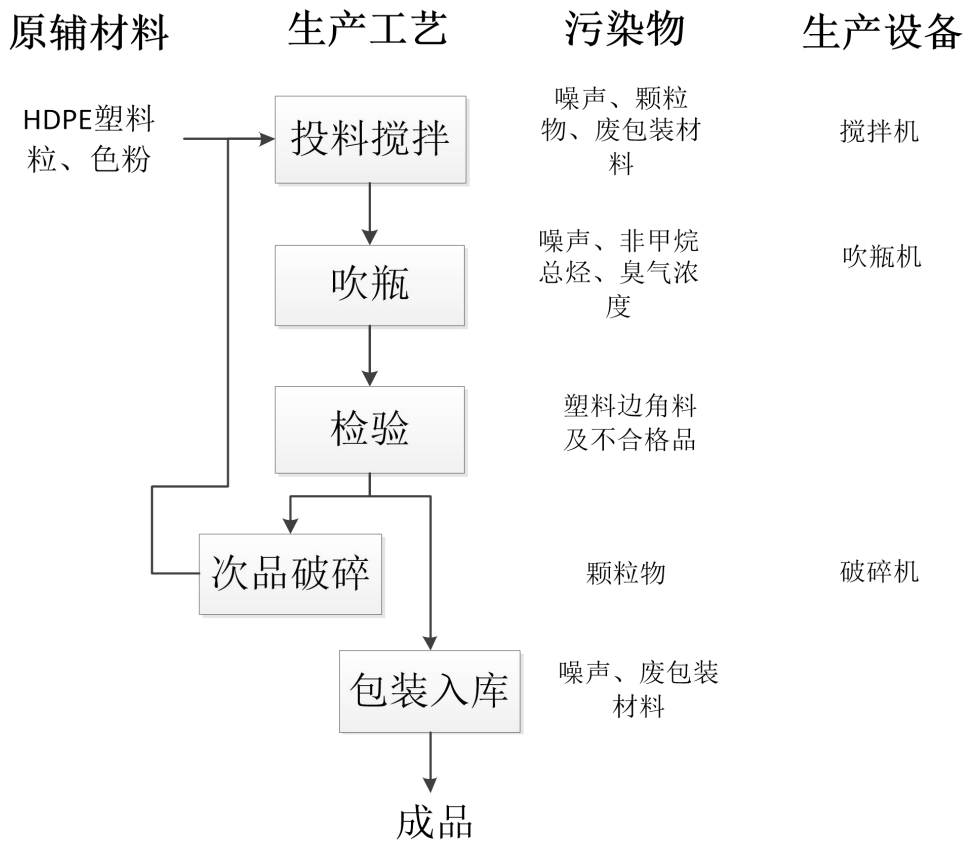 原辅材料 生产工艺 污染物 生产设备
HDPE塑料
粒、色粉
投料搅拌
噪声、颗粒
物、废包装材
料
搅拌机
吹瓶
噪声、非甲烷
总烃、臭气浓
度
吹瓶机
检验
塑料边角料
及不合格品
次品破碎
颗粒物
破碎机
包装入库
噪声、废包装
材料
成品